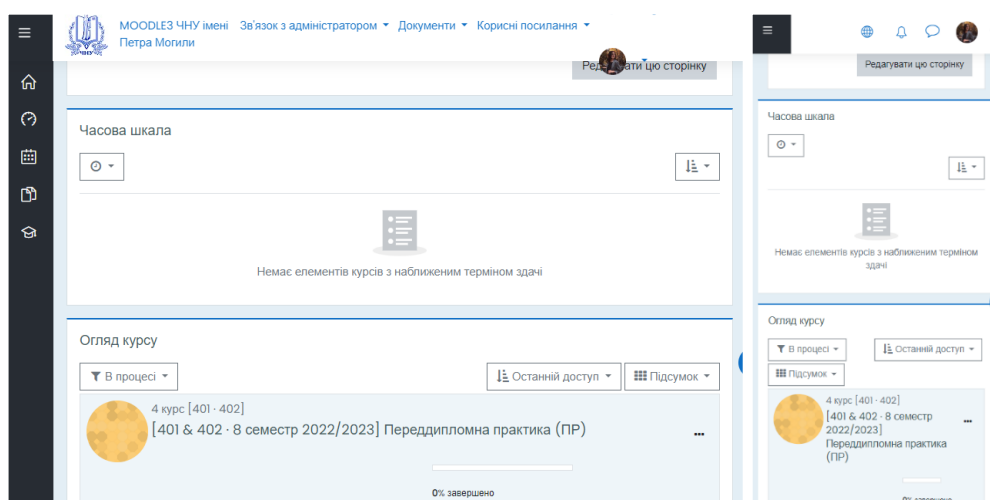 MOODLE3 ЧНУ імені Зв'язок з адміністратором Документи Корисні посилання
Петра Могили
Часова шкала
Немає елементів курсів з наближеним терміном здачі
Огляд курсу
В процесі Останній доступ Підсумок
4 курс [401 - 402]
[401 & 402 - 8 семестр 2022/2023] Переддипломна практика (ПР)
0% завершено
Редагувати цю сторінку
Часова шкала
Немає елементів курсів з наближеним терміном
здачі
Огляд курсу
В процесі Останній доступ
Підсумок
4 курс [401 - 402]
[401 & 402 - 8 семестр
2022/2023]
Переддипломна практика
(ПР)